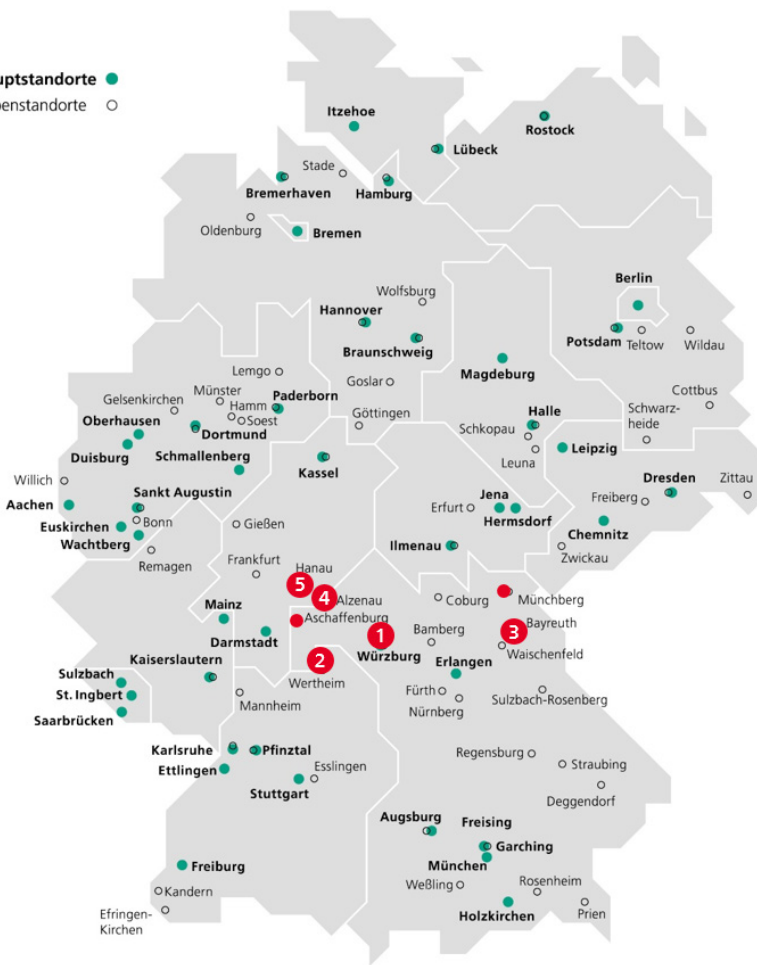 uptstandorte
enstandorte
Itzehoe
Rostock
Lübeck
Stade
Bremerhaven
Hamburg
Oldenburg
Bremen
Berlin
Wolfsburg
Hannover
Potsdam
Teltow
Wildau
Braunschweig
Magdeburg
Lemgo
Goslar
Münster
Paderborn
Cottbus
Gelsenkirchen
Hamm
Göttingen
Halle
Schwarz-
heide
Oberhausen
Soest
Schkopau
Dortmund
Leipzig
Duisburg
Schmallenberg
Kassel
Leuna
Willich
Dresden
Zittau
Sankt Augustin
Jena
Freiberg
Aachen
Erfurt
Hermsdorf
Euskirchen
Bonn
Gießen
Chemnitz
Wachtberg
Ilmenau
Remagen
Zwickau
Frankfurt
Hanau
5
4
Alzenau
Coburg
Münchberg
Mainz
Aschaffenburg
Bayreuth
3
1
Bamberg
Darmstadt
Würzburg
Waischenfeld
2
Kaiserslautern
Erlangen
Sulzbach
Wertheim
Fürth
Sulzbach-Rosenberg
St. Ingbert
Mannheim
Nürnberg
Saarbrücken
Karlsruhe
Pfinztal
Regensburg
Straubing
Ettlingen
Esslingen
Stuttgart
Deggendorf
Augsburg
Freising
Garching
Freiburg
München
Weßling
Rosenheim
Kandern
Holzkirchen
Prien
Efringen-
Kirchen